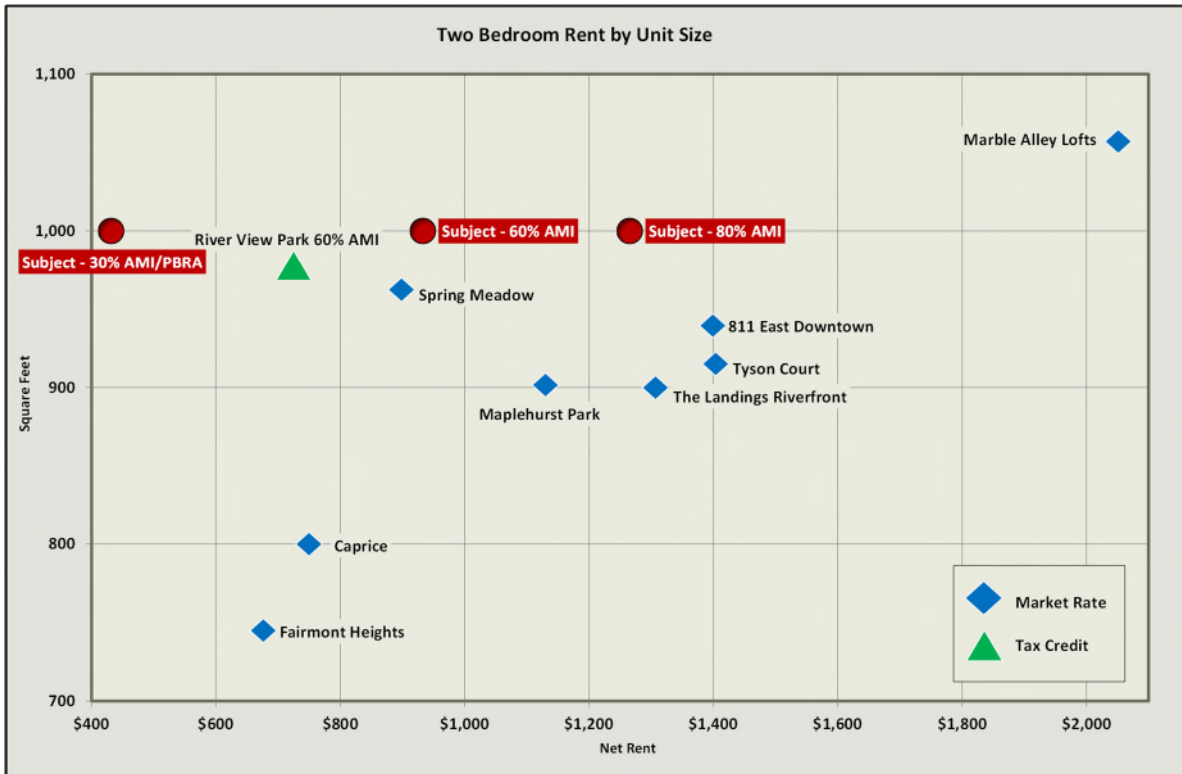 Two Bedroom Rent by Unit Size
1,100
Marble Alley Lofts
1,000
Subject - 60% AMI
Subject - 80% AMI
River View Park 60% AMI
Subject - 30% AMI/PBRA
Spring Meadow
811 East Downtown
Tyson Court
900
The Landings Riverfront
Maplehurst Park
Square Feet
800
Caprice
Fairmont Heights
Market Rate
Tax Credit
700
$400
$600
$800
$1,000
$1,200
$1,400
$1,600
$1,800
$2,000
Net Rent